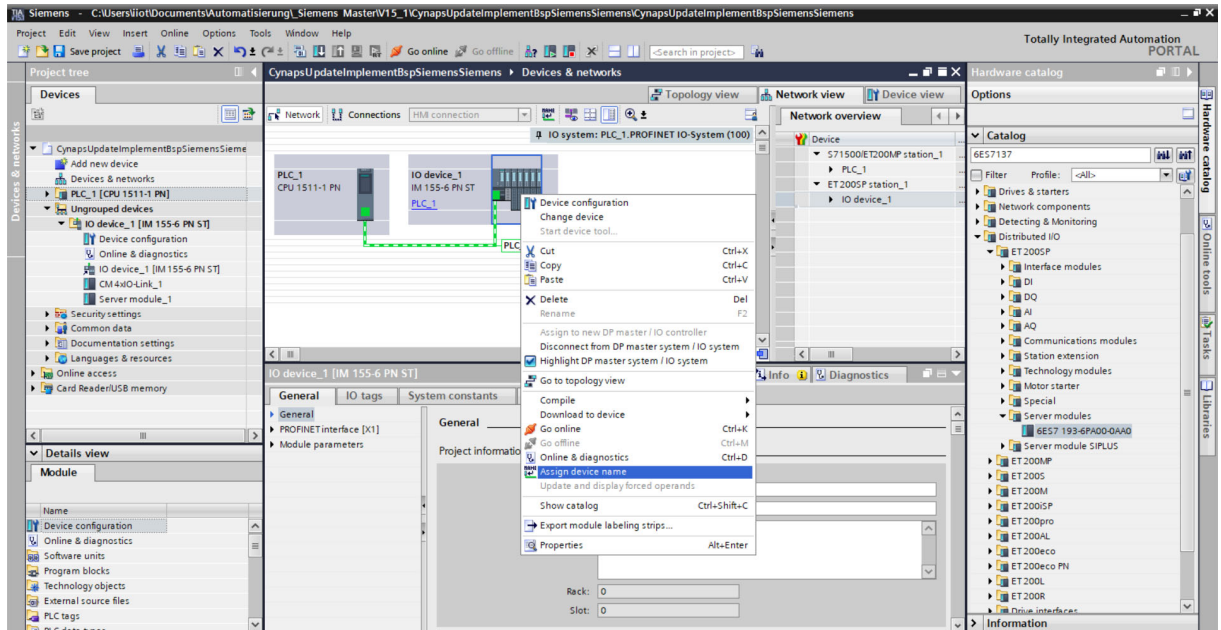 Siemens - C:\Users\iiot\Documents\Automatisierung\_Siemens Master\V15_1\CynapsUpdateImplementBspSiemensSiemens\CynapsUpdateImplementBspSiemensSiemens
Project Edit View Insert Online Options Tools Window Help
Totally Integrated Automation
PORTAL
Save project
Go online
Go offline
<Search in project>
Project tree
Devices
Devices & networks
CynapsUpdateImplementBspSiemensSieme
Add new device
Devices & networks
PLC_1 [CPU 1511-1 PN]
Ungrouped devices
IO device_1 [IM 155-6 PN ST]
Device configuration
Online & diagnostics
IO device_1 [IM 155-6 PN ST]
CM 4xIO-Link_1
Server module_1
Security settings
Common data
Documentation settings
Languages & resources
Online access
Card Reader/USB memory
Details view
Module
Name
Device configuration
Online & diagnostics
Software units
Program blocks
Technology objects
External source files
PLC tags
PLC data types
CynapsUpdateImplementBspSiemensSiemens
Devices & networks
Topology view
Network view
Device view
Network
Connections
HMI connection
IO system: PLC_1.PROFINET IO-System (100)
PLC_1
CPU 1511-1 PN
IO device_1
IM 155-6 PN ST
PLC_1
PLC
Network overview
Device
S71500/ET200MP station_1
PLC_1
ET 200SP station_1
IO device_1
Device configuration
Change device
Start device tool...
Cut Ctrl+X
Copy Ctrl+C
Paste Ctrl+V
Delete Del
Rename F2
Assign to new DP master / IO controller
Disconnect from DP master system / IO system
Highlight DP master system / IO system
Go to topology view
Compile
Download to device
Go online Ctrl+K
Go offline Ctrl+M
Online & diagnostics Ctrl+D
Assign device name
Update and display forced operands
Show catalog Ctrl+Shift+C
Export module labeling strips...
Properties Alt+Enter
IO device_1 [IM 155-6 PN ST]
Info
Diagnostics
General
IO tags
System constants
General
PROFINET interface [X1]
Module parameters
General
Project informatio
Rack: 0
Slot: 0
Hardware catalog
Options
Catalog
6ES7137
Filter
Profile: <All>
Drives & starters
Network components
Detecting & Monitoring
Distributed I/O
ET 200SP
Interface modules
DI
DQ
AI
AQ
Communications modules
Station extension
Technology modules
Motor starter
Special
Server modules
6ES7 193-6PA00-0AA0
Server module SIPLUS
ET 200MP
ET 200S
ET 200M
ET 200iSP
ET 200pro
ET 200AL
ET 200eco
ET 200eco PN
ET 200L
ET 200R
Drive interfaces
Information
Hardware catalog
Online tools
Tasks
Libraries